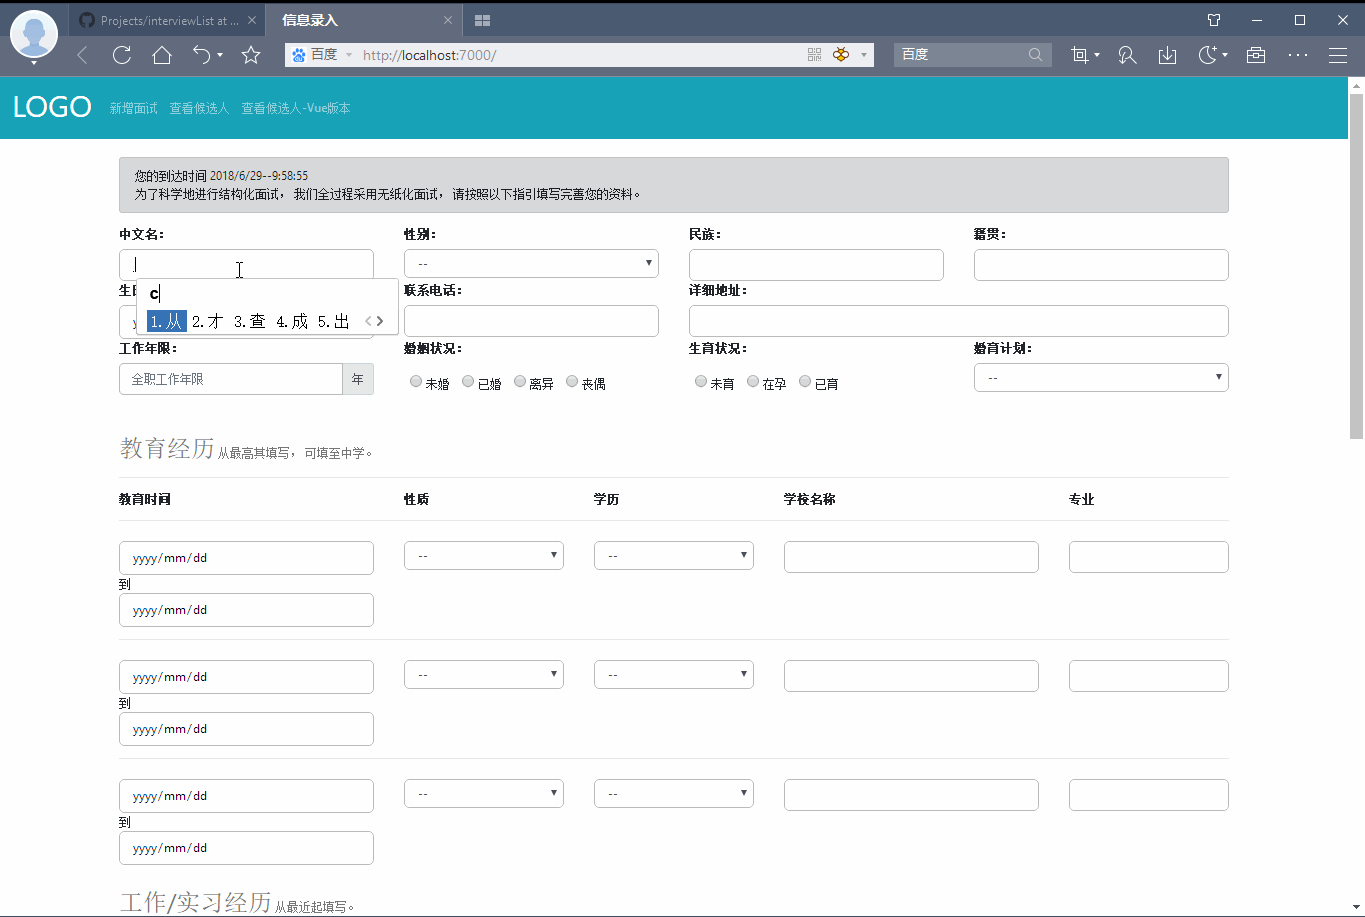 Projects/interviewList at ...
信息录入
百度
http://localhost:7000/
百度
LOGO
新增面试
查看候选人
查看候选人-Vue版本
您的到达时间 2018/6/29--9:58:55
为了科学地进行结构化面试，我们全过程采用无纸化面试，请按照以下指引填写完善您的资料。
中文名：
性别：
民族：
籍贯：
--
c
1.从 2.才 3.查 4.成 5.出
联系电话：
详细地址：
工作年限：
婚姻状况：
生育状况：
婚育计划：
全职工作年限
年
未婚 已婚 离异 丧偶
未育 在孕 已育
--
教育经历 从最高其填写，可填至中学。
教育时间
性质
学历
学校名称
专业
yyyy/mm/dd
--
--
到
yyyy/mm/dd
yyyy/mm/dd
--
--
到
yyyy/mm/dd
yyyy/mm/dd
--
--
到
yyyy/mm/dd
工作/实习经历 从最近起填写。